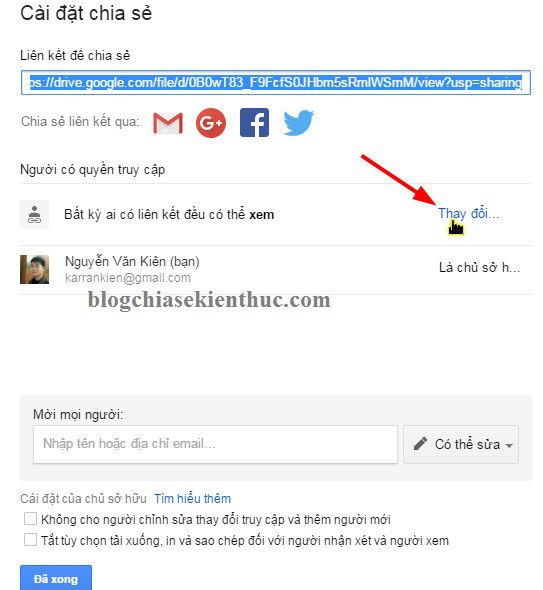 Cài đặt chia sẻ
Liên kết để chia sẻ
ps://drive.google.com/file/d/0B0wT83_F9FcfS0JHbm5sRmlWSmM/view?usp=sharing
Chia sẻ liên kết qua:
Người có quyền truy cập
Bất kỳ ai có liên kết đều có thể xem
Thay đổi...
Nguyễn Văn Kiên (bạn)
karrankien@gmail.com
Là chủ sở h...
blogchiasekienthuc.com
Mời mọi người:
Nhập tên hoặc địa chỉ email...
Có thể sửa
Cài đặt của chủ sở hữu Tìm hiểu thêm
Không cho người chỉnh sửa thay đổi truy cập và thêm người mới
Tắt tùy chọn tải xuống, in và sao chép đối với người nhận xét và người xem
Đã xong